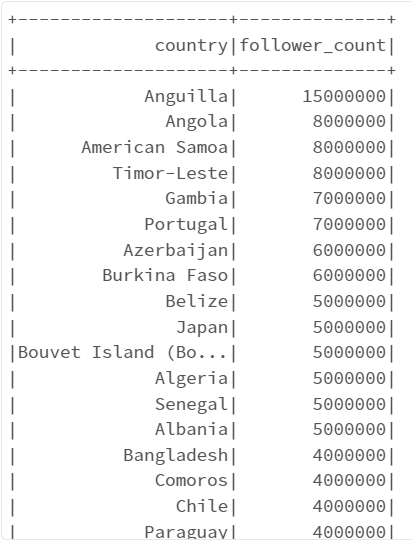 +--------------------+--------------+
|             country|follower_count|
+--------------------+--------------+
|            Anguilla|      15000000|
|              Angola|       8000000|
|      American Samoa|       8000000|
|         Timor-Leste|       8000000|
|              Gambia|       7000000|
|            Portugal|       7000000|
|          Azerbaijan|       6000000|
|        Burkina Faso|       6000000|
|              Belize|       5000000|
|               Japan|       5000000|
|Bouvet Island (Bo...|       5000000|
|             Algeria|       5000000|
|             Senegal|       5000000|
|             Albania|       5000000|
|          Bangladesh|       4000000|
|             Comoros|       4000000|
|               Chile|       4000000|
|            Paraguay|       4000000|